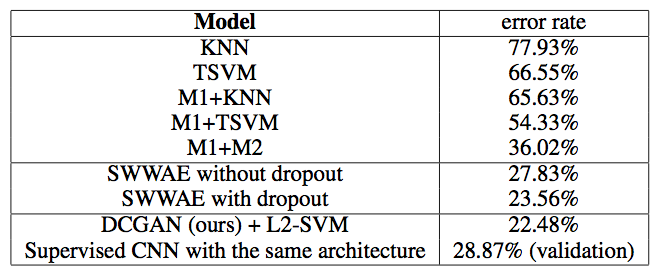 Model error rate
KNN 77.93%
TSVM 66.55%
M1+KNN 65.63%
M1+TSVM 54.33%
M1+M2 36.02%
SWWAE without dropout 27.83%
SWWAE with dropout 23.56%
DCGAN (ours) + L2-SVM 22.48%
Supervised CNN with the same architecture 28.87% (validation)